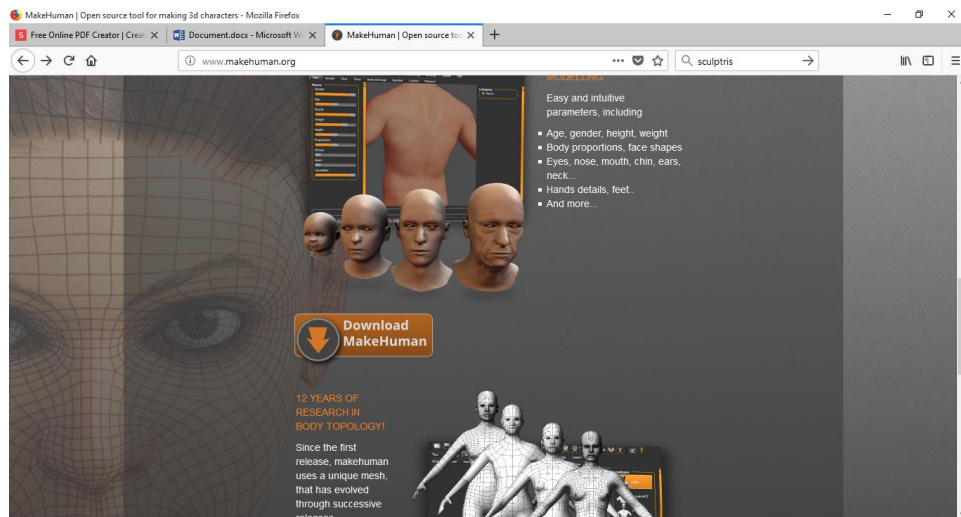 MakeHuman | Open source tool for making 3d characters - Mozilla Firefox
Free Online PDF Creator | Creat
Document.docx - Microsoft W
MakeHuman | Open source too
www.makehuman.org
sculptris
MODELLING
Easy and intuitive
parameters, including
Age, gender, height, weight
Body proportions, face shapes
Eyes, nose, mouth, chin, ears,
neck...
Hands details, feet..
And more...
Download
MakeHuman
12 YEARS OF
RESEARCH IN
BODY TOPOLOGY!
Since the first
release, makehuman
uses a unique mesh,
that has evolved
through successive
releases